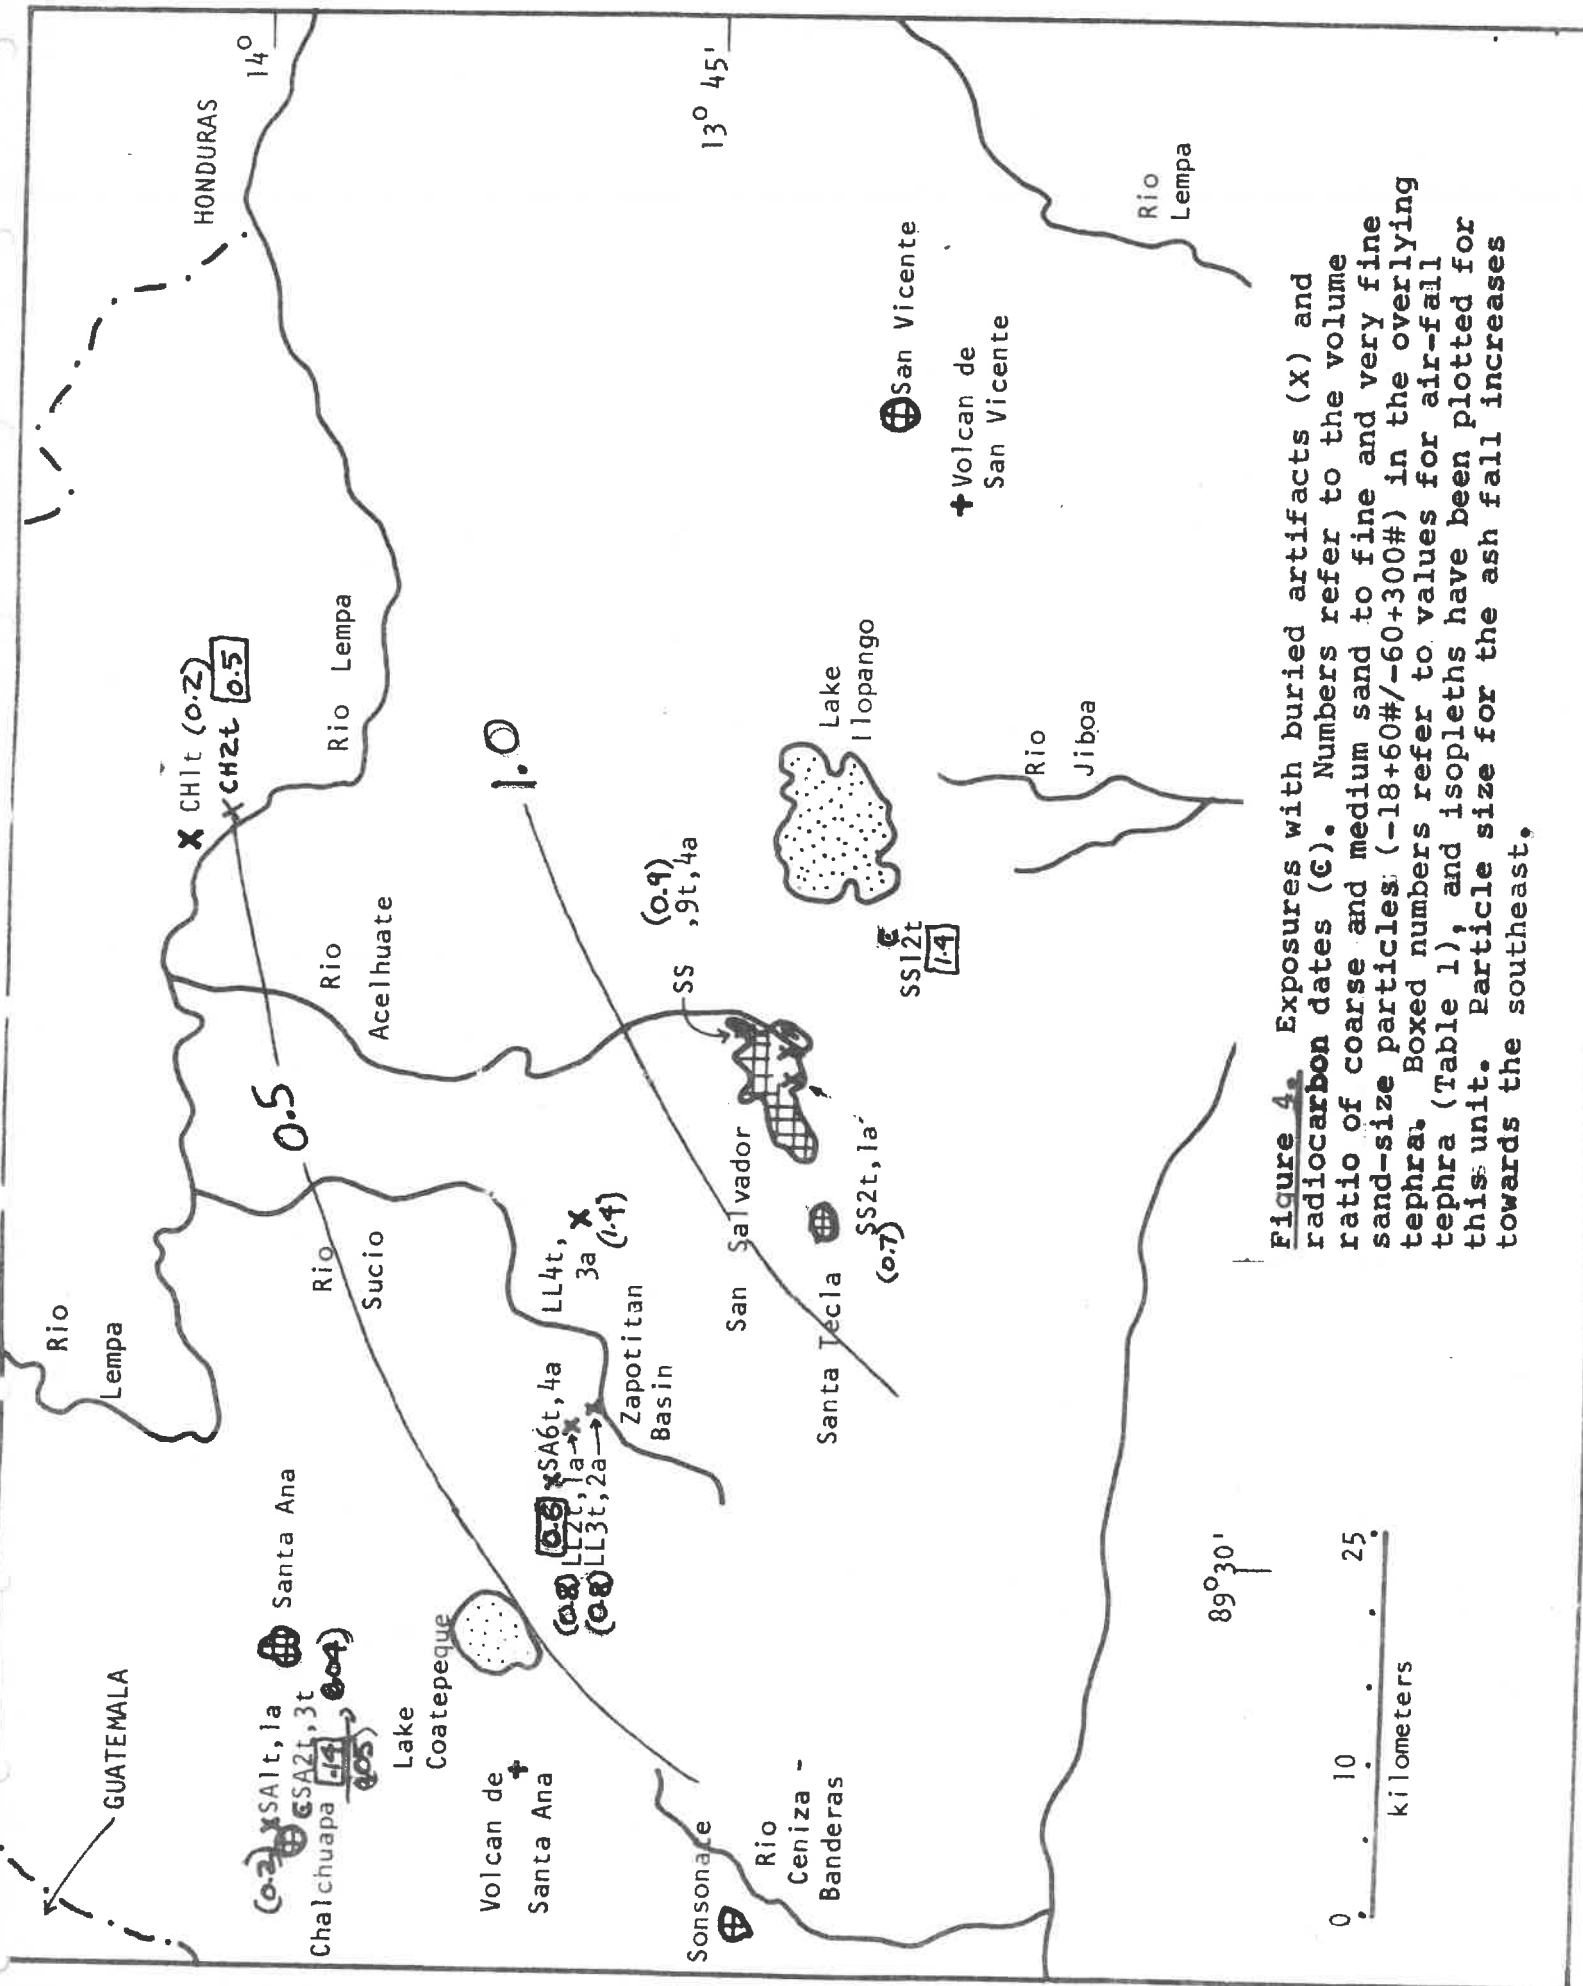 GUATEMALA
HONDURAS
14°
13° 45'
Rio
Lempa
(0.2)
xSA1t,1a
Santa Ana
CSA2t,3t
Chalchuapa
.14
Lake
Coatepeque
Volcan de
Santa Ana
Sonsonate
Rio
Ceniza -
Banderas
Rio
Sucio
0.5
0.6
xSA6t,4a
(0.8)
LL2t,1a
(0.8)
LL3t,2a
LL4t,
3a
x
(1.4)
Zapotitan
Basin
Rio
Acelhuate
X CH1t (0.2)
x CH2t
0.5
Rio Lempa
1.0
San Salvador
Santa Tecla
SS2t,1a
(0.7)
(0.9)
SS ,9t,4a
C
SS12t
1.4
Lake
Ilopango
Rio
Jiboa
San Vicente
+Volcan de
San Vicente
Rio
Lempa
89°30'
0 10 25
kilometers
Figure 4. Exposures with buried artifacts (X) and
radiocarbon dates (C). Numbers refer to the volume
ratio of coarse and medium sand to fine and very fine
sand-size particles (-18+60#/-60+300#) in the overlying
tephra. Boxed numbers refer to values for air-fall
tephra (Table 1), and isopleths have been plotted for
this unit. Particle size for the ash fall increases
towards the southeast.